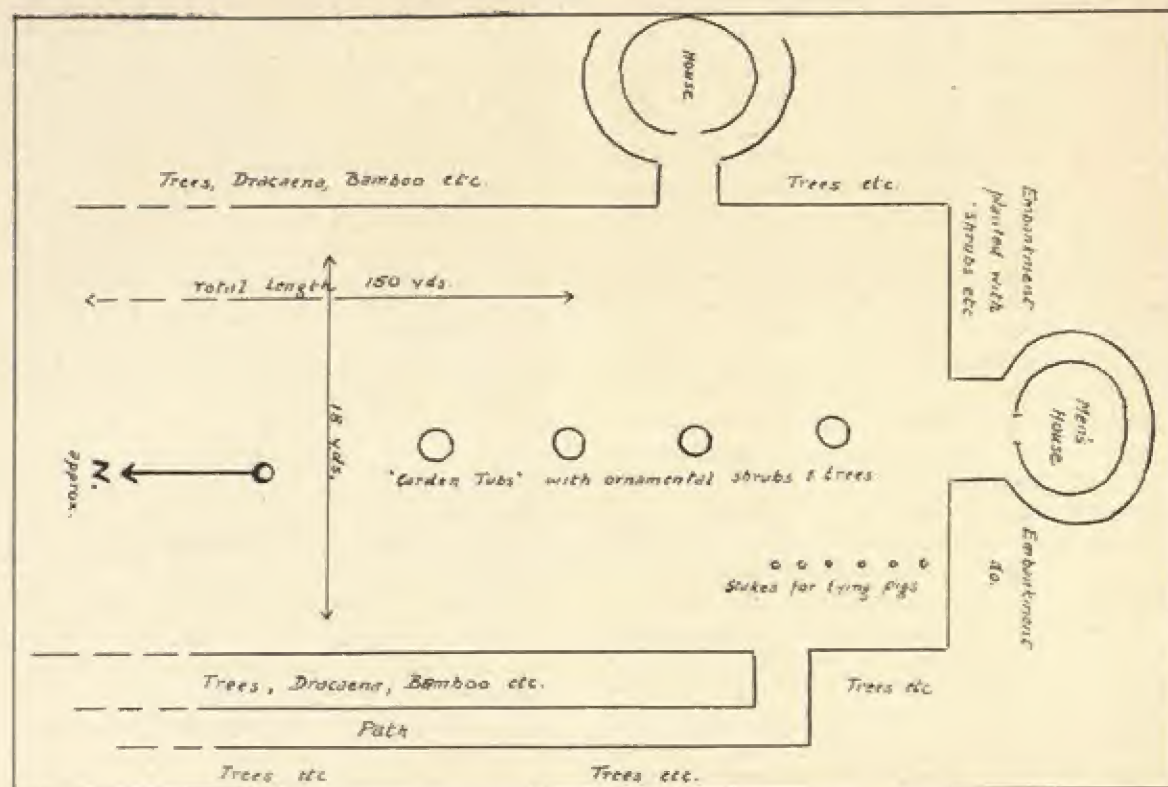 House
Trees, Dracaena, Bamboo etc.
Trees etc.
Embankment
planted with
shrubs etc
Total Length 150 yds.
18 yds.
Men's
House
N.
approx.
"Garden Tubs" with ornamental shrubs & trees
Embankment
do.
Stakes for tying pigs
Trees, Dracaena, Bamboo etc.
Trees etc
Path
Trees etc
Trees etc.